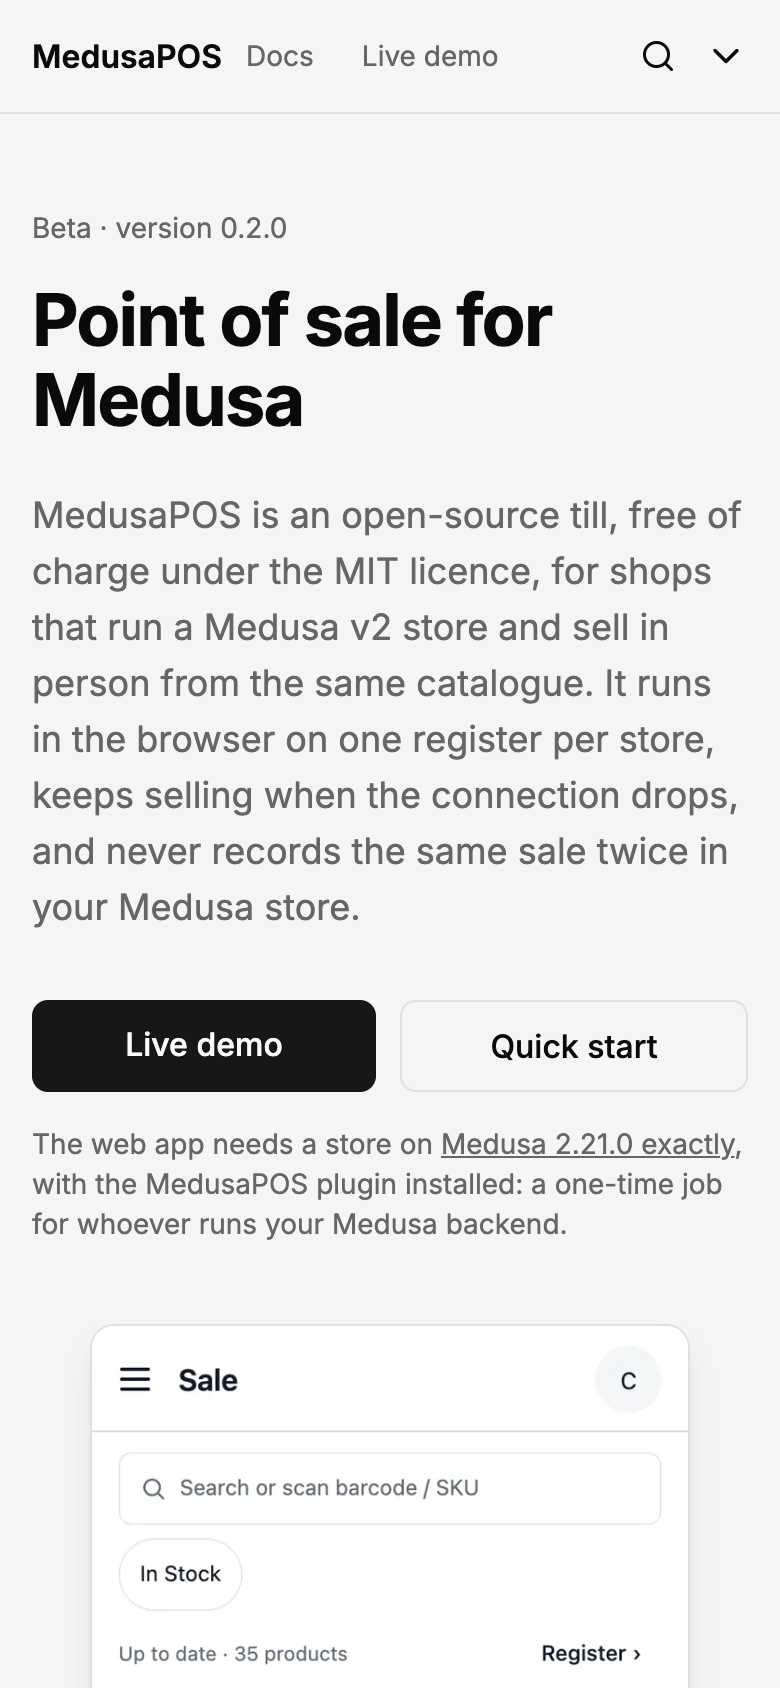 MedusaPOS Docs Live demo
Beta · version 0.2.0
Point of sale for
Medusa
MedusaPOS is an open-source till, free of
charge under the MIT licence, for shops
that run a Medusa v2 store and sell in
person from the same catalogue. It runs
in the browser on one register per store,
keeps selling when the connection drops,
and never records the same sale twice in
your Medusa store.
Live demo Quick start
The web app needs a store on Medusa 2.21.0 exactly,
with the MedusaPOS plugin installed: a one-time job
for whoever runs your Medusa backend.
Sale C
Search or scan barcode / SKU
In Stock
Up to date · 35 products Register ›